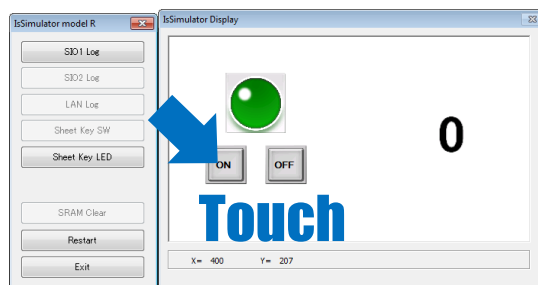 IsSimulator model R
SIO1 Log
SIO2 Log
LAN Log
Sheet Key SW
Sheet Key LED
SRAM Clear
Restart
Exit
IsSimulator Display
0
ON
OFF
Touch
X= 400 Y= 207